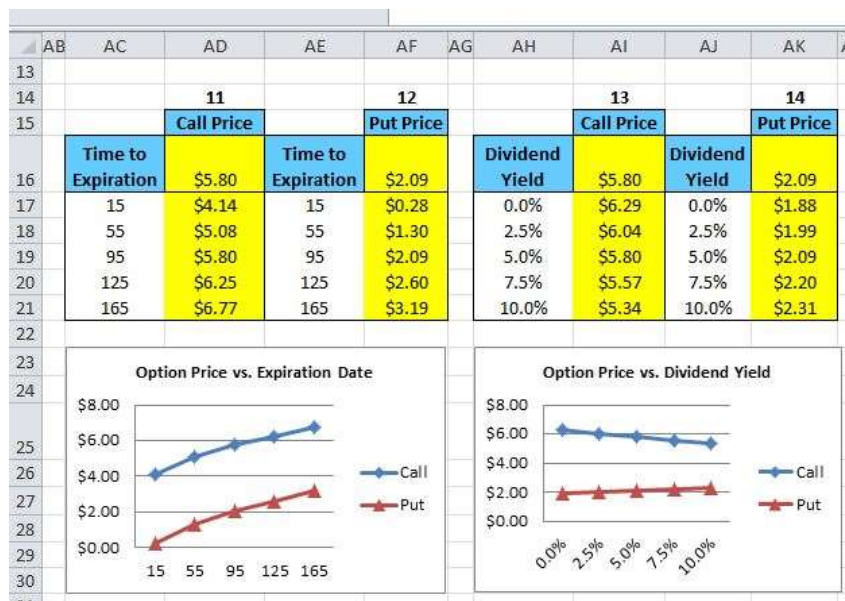 AB AC AD AE AF AG AH AI AJ AK
13
14 11 12 13 14
15 Call Price Put Price Call Price Put Price
Time to Time to Dividend Dividend
16 Expiration $5.80 Expiration $2.09 Yield $5.80 Yield $2.09
17 15 $4.14 15 $0.28 0.0% $6.29 0.0% $1.88
18 55 $5.08 55 $1.30 2.5% $6.04 2.5% $1.99
19 95 $5.80 95 $2.09 5.0% $5.80 5.0% $2.09
20 125 $6.25 125 $2.60 7.5% $5.57 7.5% $2.20
21 165 $6.77 165 $3.19 10.0% $5.34 10.0% $2.31
22
23
24
25
26
27
28
29
30
Option Price vs. Expiration Date
$8.00
$6.00
$4.00
$2.00
$0.00
15 55 95 125 165
Call
Put
Option Price vs. Dividend Yield
$8.00
$6.00
$4.00
$2.00
$0.00
0.0% 2.5% 5.0% 7.5% 10.0%
Call
Put